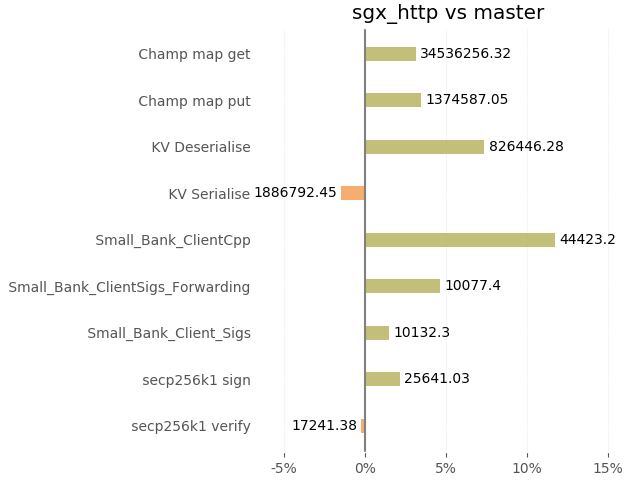 sgx_http vs master
Champ map get 34536256.32
Champ map put 1374587.05
KV Deserialise 826446.28
KV Serialise 1886792.45
Small_Bank_ClientCpp 44423.2
Small_Bank_ClientSigs_Forwarding 10077.4
Small_Bank_Client_Sigs 10132.3
secp256k1 sign 25641.03
secp256k1 verify 17241.38
-5% 0% 5% 10% 15%